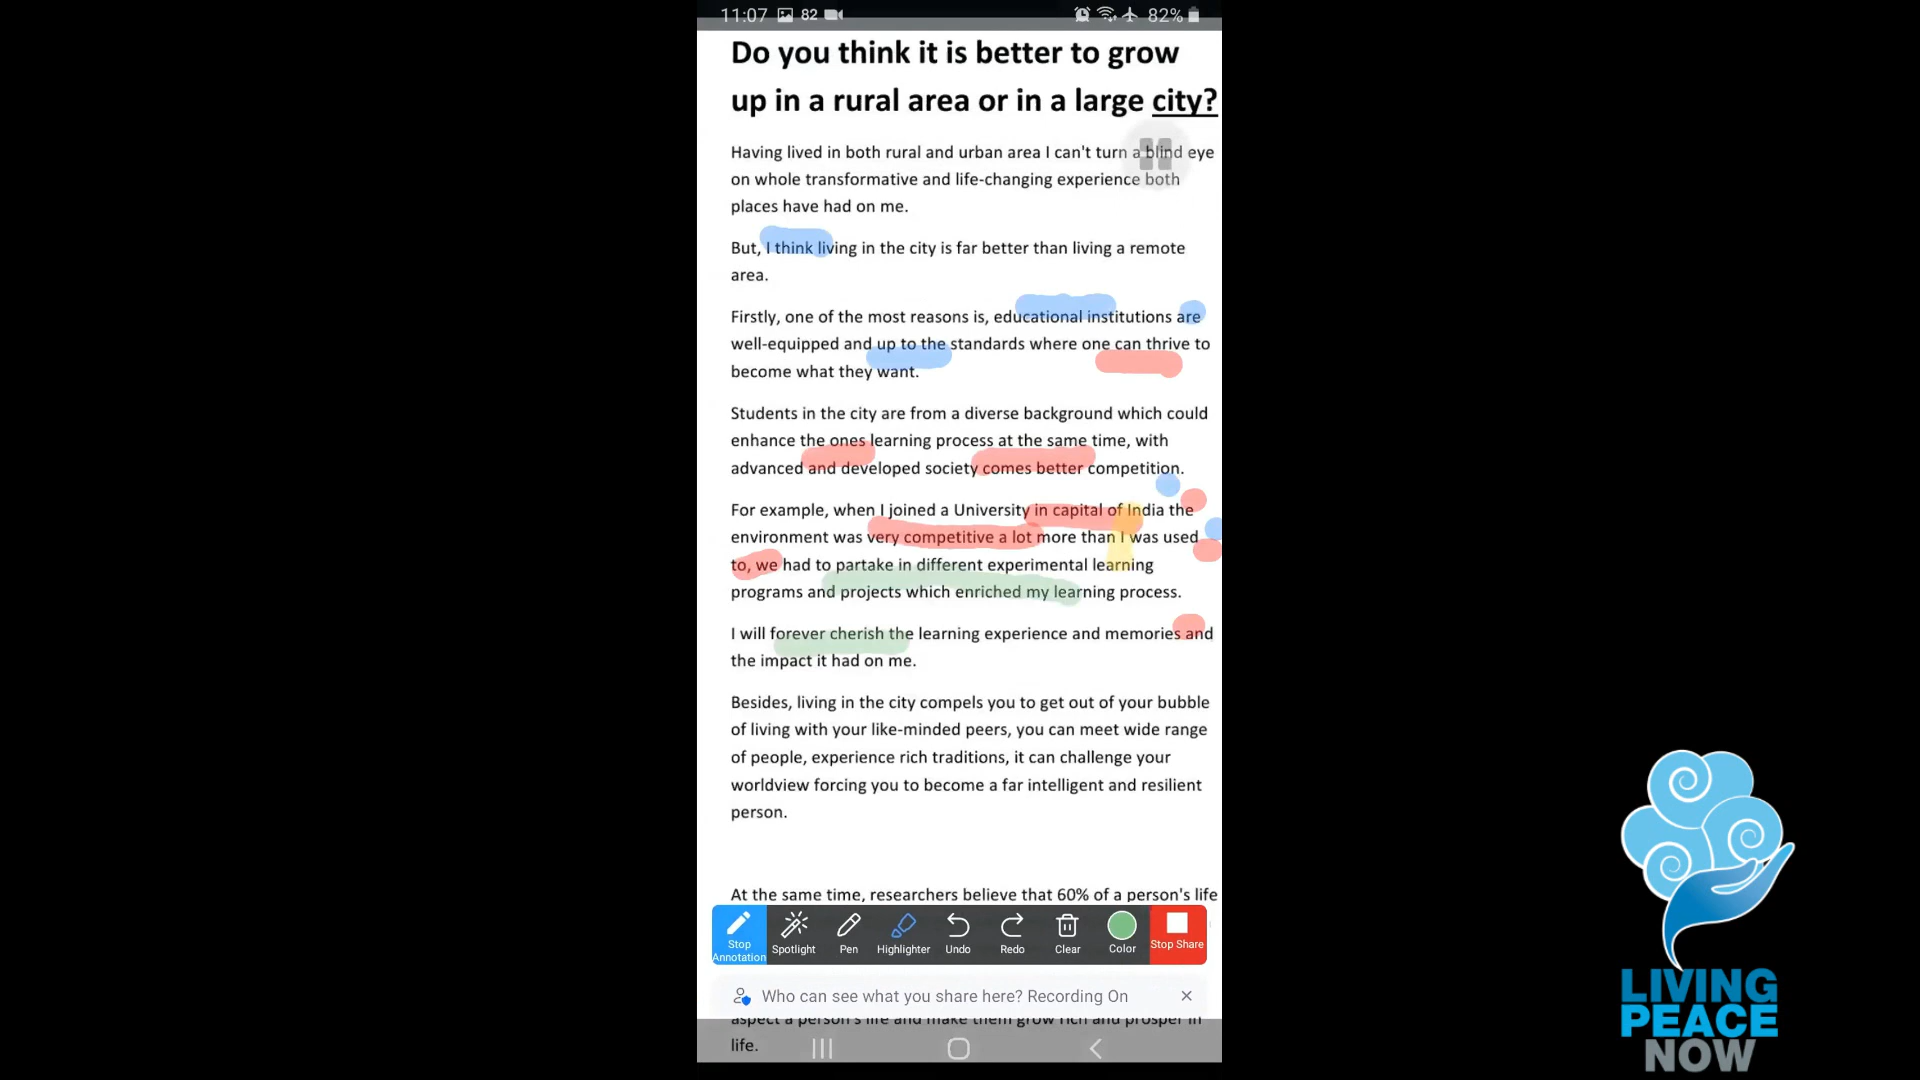 11:07 82 82%
Do you think it is better to grow
up in a rural area or in a large city?
Having lived in both rural and urban area I can't turn a blind eye
on whole transformative and life-changing experience both
places have had on me.
But, I think living in the city is far better than living a remote
area.
Firstly, one of the most reasons is, educational institutions are
well-equipped and up to the standards where one can thrive to
become what they want.
Students in the city are from a diverse background which could
enhance the ones learning process at the same time, with
advanced and developed society comes better competition.
For example, when I joined a University in capital of India the
environment was very competitive a lot more than I was used
to, we had to partake in different experimental learning
programs and projects which enriched my learning process.
I will forever cherish the learning experience and memories and
the impact it had on me.
Besides, living in the city compels you to get out of your bubble
of living with your like-minded peers, you can meet wide range
of people, experience rich traditions, it can challenge your
worldview forcing you to become a far intelligent and resilient
person.
At the same time, researchers believe that 60% of a person's life
Stop Annotation Spotlight Pen Highlighter Undo Redo Clear Color Stop Share
Who can see what you share here? Recording On
aspect a person's life and make them grow rich and prosper in
life.
LIVING
PEACE
NOW